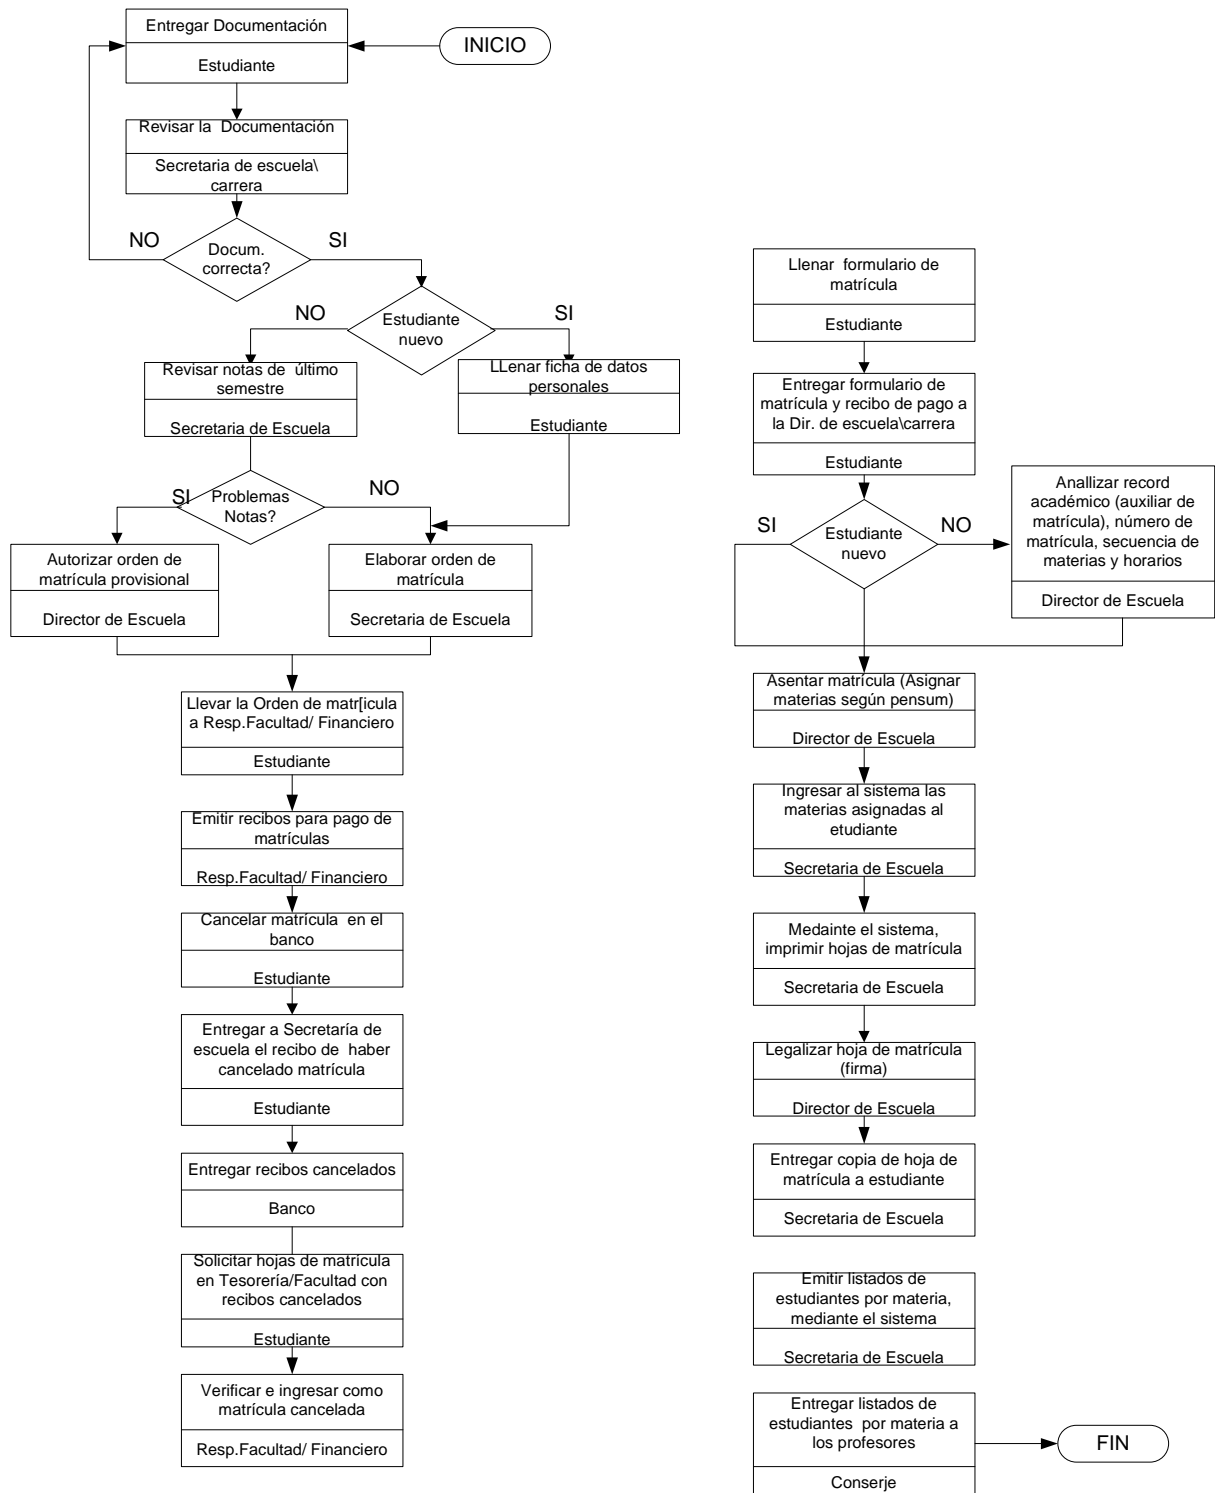 Entregar Documentación
Estudiante
INICIO
Revisar la Documentación
Secretaria de escuela\
carrera
NO
Docum.
correcta?
SI
NO
Estudiante
nuevo
SI
Revisar notas de último
semestre
Secretaria de Escuela
LLenar ficha de datos
personales
Estudiante
SI
Problemas
Notas?
NO
Autorizar orden de
matrícula provisional
Director de Escuela
Elaborar orden de
matrícula
Secretaria de Escuela
Llevar la Orden de matr[icula
a Resp.Facultad/ Financiero
Estudiante
Emitir recibos para pago de
matrículas
Resp.Facultad/ Financiero
Cancelar matrícula en el
banco
Estudiante
Entregar a Secretaría de
escuela el recibo de haber
cancelado matrícula
Estudiante
Entregar recibos cancelados
Banco
Solicitar hojas de matricula
en Tesorería/Facultad con
recibos cancelados
Estudiante
Verificar e ingresar como
matrícula cancelada
Resp.Facultad/ Financiero
Llenar formulario de
matrícula
Estudiante
Entregar formulario de
matrícula y recibo de pago a
la Dir. de escuela\carrera
Estudiante
SI
Estudiante
nuevo
NO
Anallizar record
académico (auxiliar de
matrícula), número de
matrícula, secuencia de
materias y horarios
Director de Escuela
Asentar matrícula (Asignar
materias según pensum)
Director de Escuela
Ingresar al sistema las
materias asignadas al
etudiante
Secretaria de Escuela
Medainte el sistema,
imprimir hojas de matrícula
Secretaria de Escuela
Legalizar hoja de matrícula
(firma)
Director de Escuela
Entregar copia de hoja de
matrícula a estudiante
Secretaria de Escuela
Emitir listados de
estudiantes por materia,
mediante el sistema
Secretaria de Escuela
Entregar listados de
estudiantes por materia a
los profesores
Conserje
FIN